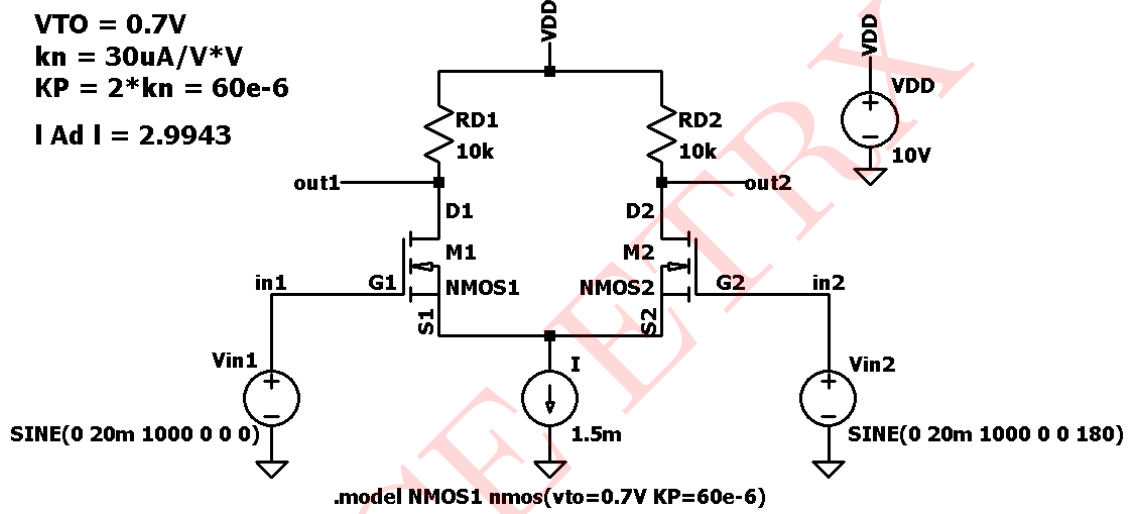 VTO = 0.7V
kn = 30uA/V*V
KP = 2*kn = 60e-6
I Ad I = 2.9943
VDD
VDD
VDD
10V
RD1
10k
RD2
10k
out1
out2
D1
D2
M1
M2
in1
G1
NMOS1
NMOS2
G2
in2
S1
S2
Vin1
I
Vin2
SINE(0 20m 1000 0 0 0)
1.5m
SINE(0 20m 1000 0 0 180)
.model NMOS1 nmos(vto=0.7V KP=60e-6)
ETRX